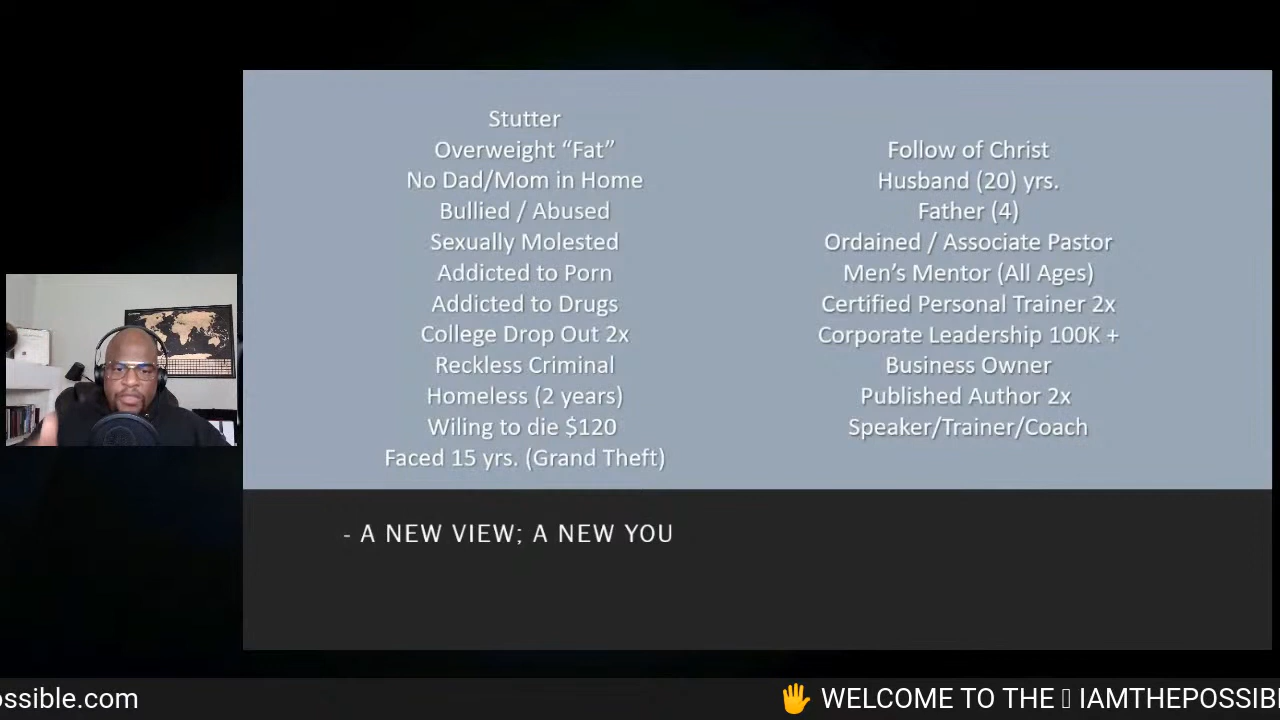 Stutter
Overweight “Fat”
No Dad/Mom in Home
Bullied / Abused
Sexually Molested
Addicted to Porn
Addicted to Drugs
College Drop Out 2x
Reckless Criminal
Homeless (2 years)
Wiling to die $120
Faced 15 yrs. (Grand Theft)
Follow of Christ
Husband (20) yrs.
Father (4)
Ordained / Associate Pastor
Men’s Mentor (All Ages)
Certified Personal Trainer 2x
Corporate Leadership 100K +
Business Owner
Published Author 2x
Speaker/Trainer/Coach
- A NEW VIEW; A NEW YOU
ossible.com
🖐 WELCOME TO THE ▯ IAMTHEPOSSIBI